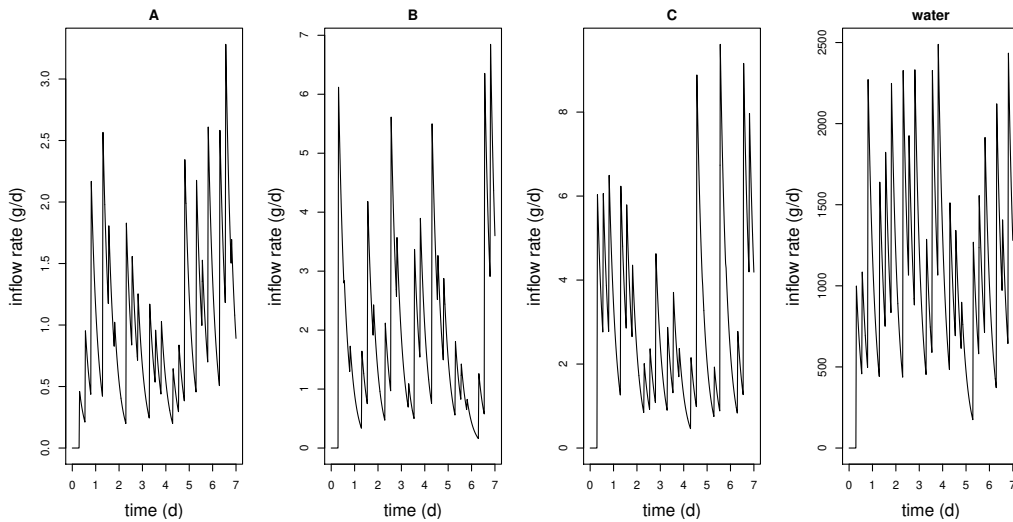 A
B
C
water
inflow rate (g/d)
0.0 0.5 1.0 1.5 2.0 2.5 3.0
0 1 2 3 4 5 6 7
time (d)
inflow rate (g/d)
0 1 2 3 4 5 6 7
0 1 2 3 4 5 6 7
time (d)
inflow rate (g/d)
0 2 4 6 8
0 1 2 3 4 5 6 7
time (d)
inflow rate (g/d)
0 500 1000 1500 2000 2500
0 1 2 3 4 5 6 7
time (d)